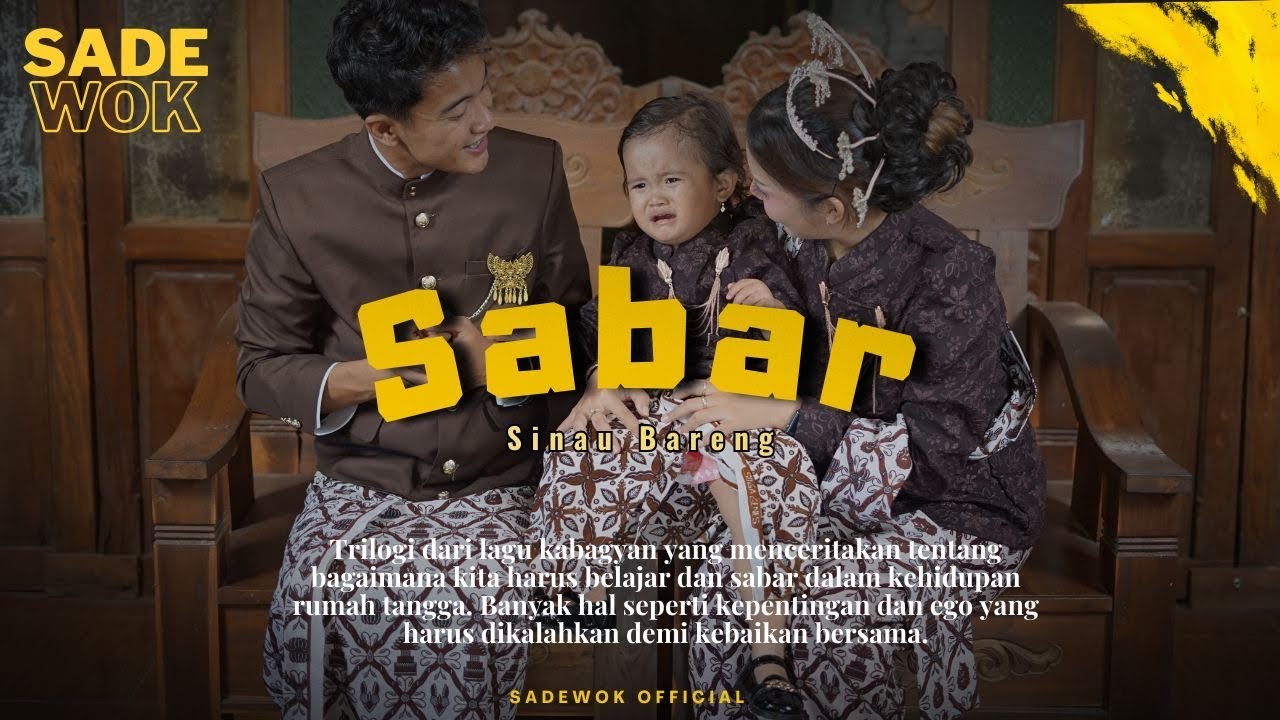 SADE
WOK
Sabar
Sinau Bareng
Trilogi dari lagu kabagyan yang menceritakan tentang
bagaimana kita harus belajar dan sabar dalam kehidupan
rumah tangga. Banyak hal seperti kepentingan dan ego yang
harus dikalahkan demi kebaikan bersama.
SADEWOK OFFICIAL